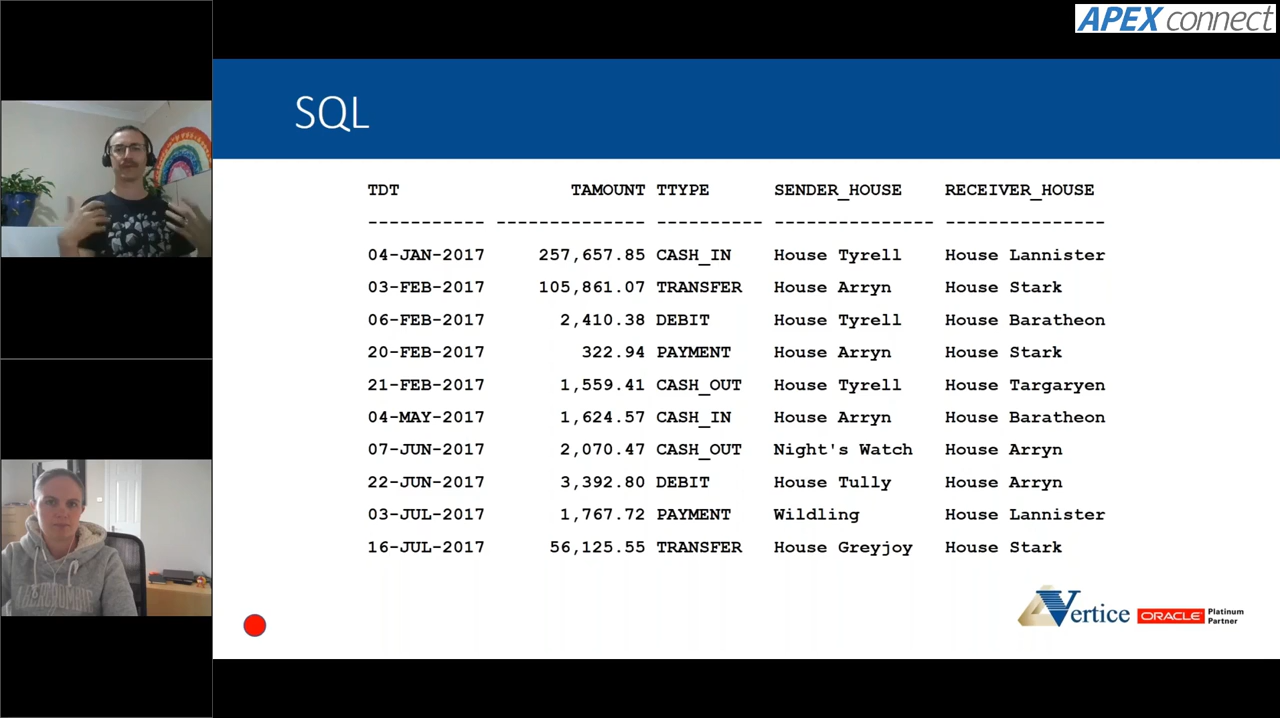 APEX connect
SQL
TDT TAMOUNT TTYPE SENDER_HOUSE RECEIVER_HOUSE
----------- -------------- ---------- --------------- ---------------
04-JAN-2017 257,657.85 CASH_IN House Tyrell House Lannister
03-FEB-2017 105,861.07 TRANSFER House Arryn House Stark
06-FEB-2017 2,410.38 DEBIT House Tyrell House Baratheon
20-FEB-2017 322.94 PAYMENT House Arryn House Stark
21-FEB-2017 1,559.41 CASH_OUT House Tyrell House Targaryen
04-MAY-2017 1,624.57 CASH_IN House Arryn House Baratheon
07-JUN-2017 2,070.47 CASH_OUT Night's Watch House Arryn
22-JUN-2017 3,392.80 DEBIT House Tully House Arryn
03-JUL-2017 1,767.72 PAYMENT Wildling House Lannister
16-JUL-2017 56,125.55 TRANSFER House Greyjoy House Stark
Vertice ORACLE Platinum
Partner